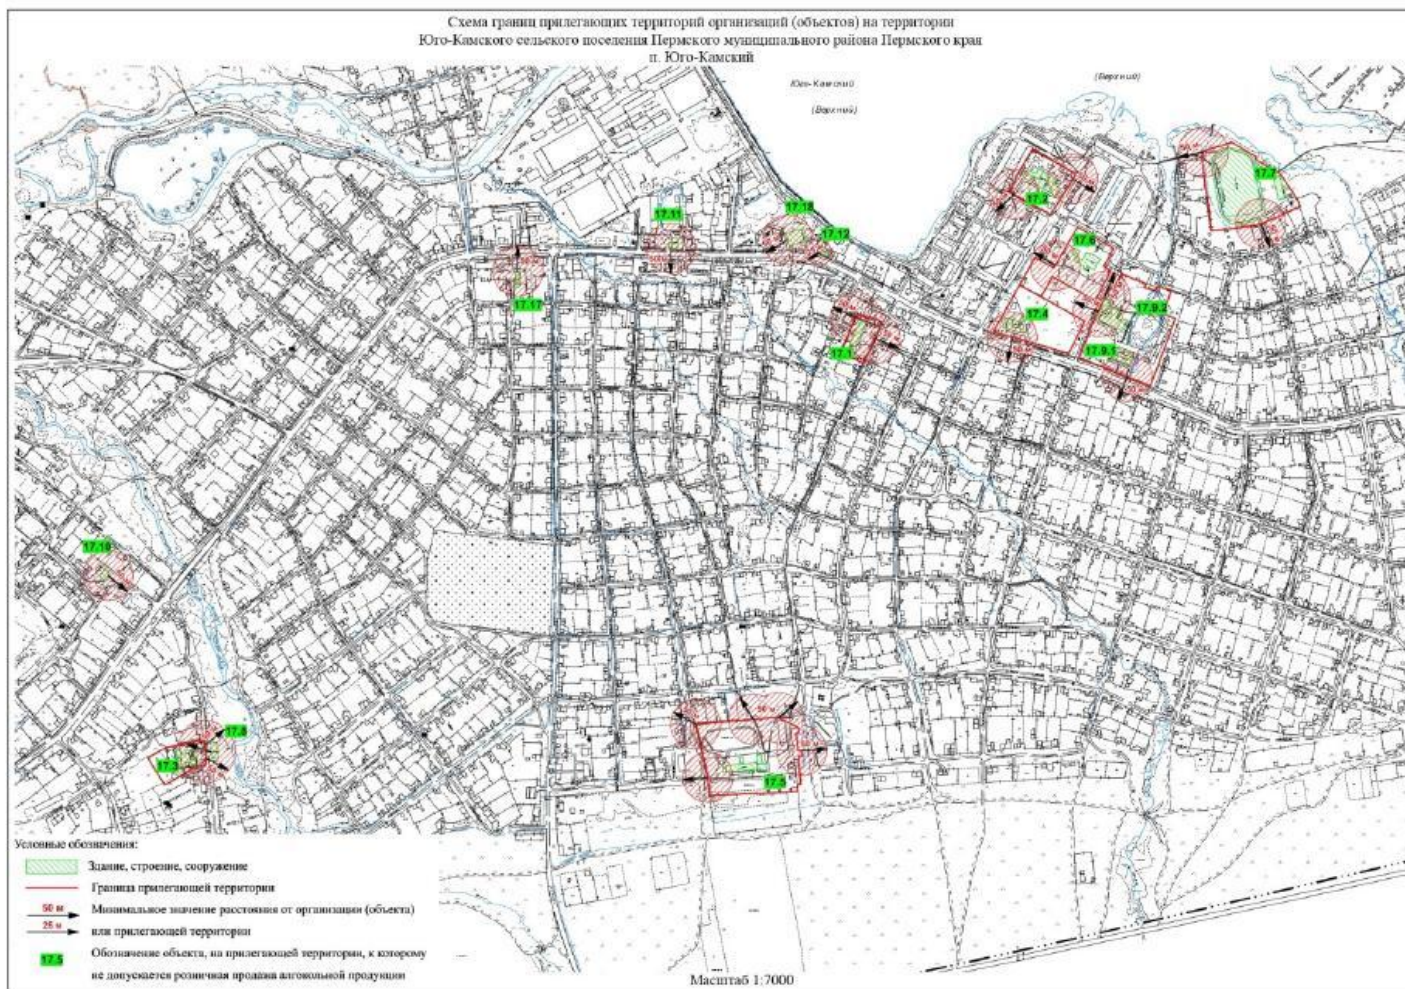 Схема границ прилегающих территорий организаций (объектов) на территории
Юго-Камского сельского поселения Пермского муниципального района Пермского края
п. Юго-Камский
Юго-Камский
(Верхний)
(Верхний)
50 м
17.7
17.2
17.11
17.18
17.12
17.6
17.17
17.4
17.9.2
17.1
17.9.1
17.10
50 м
17.8
17.3
17.5
Условные обозначения:
Здание, строение, сооружение
Граница прилегающей территории
50 м
Минимальное значение расстояния от организации (объекта)
25 м
или прилегающей территории
17.5
Обозначение объекта, на прилегающей территории, к которому
не допускается розничная продажа алкогольной продукции
Масштаб 1:7000